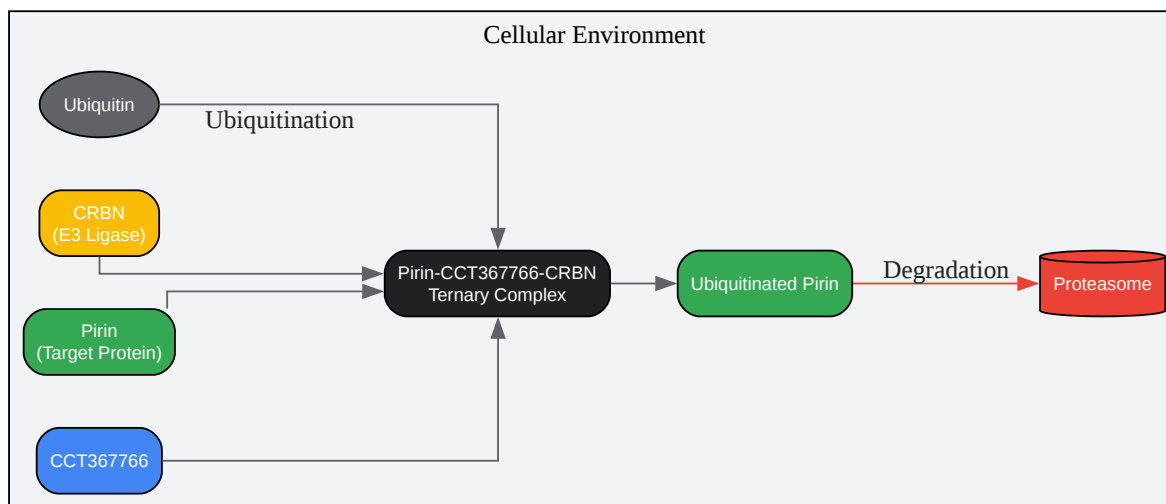 Cellular Environment
Ubiquitin
Ubiquitination
CRBN
(E3 Ligase)
Pirin-CCT367766-CRBN
Ternary Complex
Ubiquitinated Pirin
Degradation
Proteasome
Pirin
(Target Protein)
CCT367766